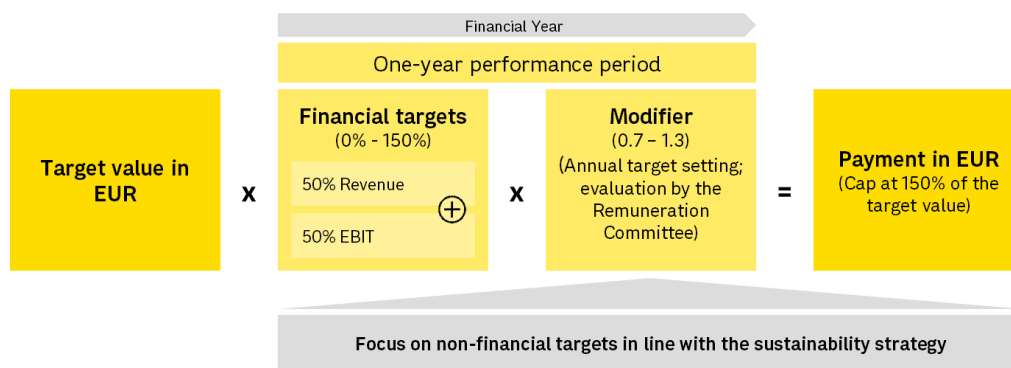 Financial Year
One-year performance period
Target value in
EUR
x
Financial targets
(0% - 150%)
50% Revenue
+
50% EBIT
x
Modifier
(0.7 – 1.3)
(Annual target setting;
evaluation by the
Remuneration
Committee)
=
Payment in EUR
(Cap at 150% of the
target value)
Focus on non-financial targets in line with the sustainability strategy